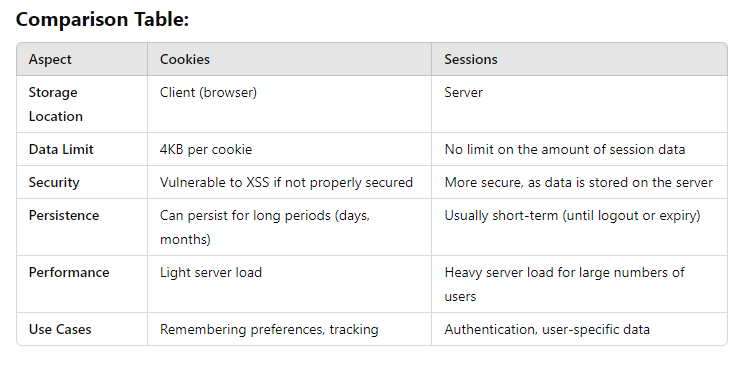 Comparison Table:
Aspect Cookies Sessions
Storage Client (browser) Server
Location
Data Limit 4KB per cookie No limit on the amount of session data
Security Vulnerable to XSS if not properly secured More secure, as data is stored on the server
Persistence Can persist for long periods (days, Usually short-term (until logout or expiry)
months)
Performance Light server load Heavy server load for large numbers of
users
Use Cases Remembering preferences, tracking Authentication, user-specific data